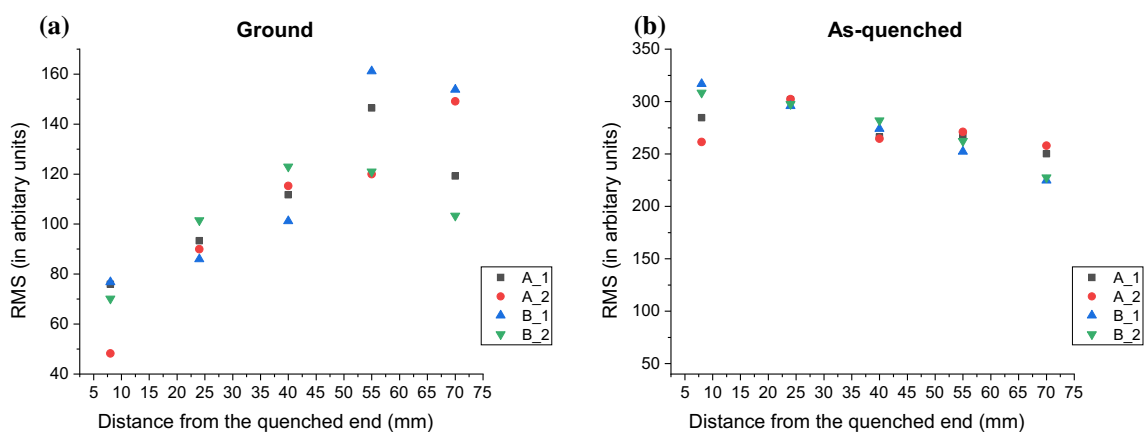 (a)
Ground
RMS (in arbitary units)
160
140
120
100
80
60
40
5 10 15 20 25 30 35 40 45 50 55 60 65 70 75
Distance from the quenched end (mm)
A_1
A_2
B_1
B_2
(b)
As-quenched
RMS (in arbitary units)
350
300
250
200
150
100
50
5 10 15 20 25 30 35 40 45 50 55 60 65 70 75
Distance from the quenched end (mm)
A_1
A_2
B_1
B_2